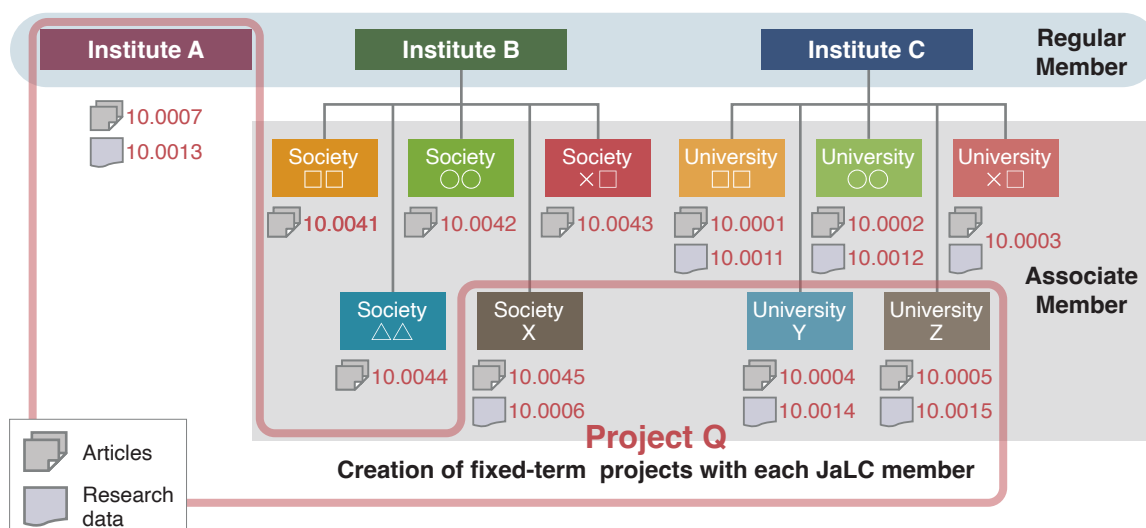 Institute A
Institute B
Institute C
Regular
Member
10.0007
10.0013
Society
□□
Society
○○
Society
×□
University
□□
University
○○
University
×□
10.0041
10.0042
10.0043
10.0001
10.0011
10.0002
10.0012
10.0003
Associate
Member
Society
△△
Society
X
University
Y
University
Z
10.0044
10.0045
10.0006
10.0004
10.0014
10.0005
10.0015
Project Q
Creation of fixed-term projects with each JaLC member
Articles
Research
data